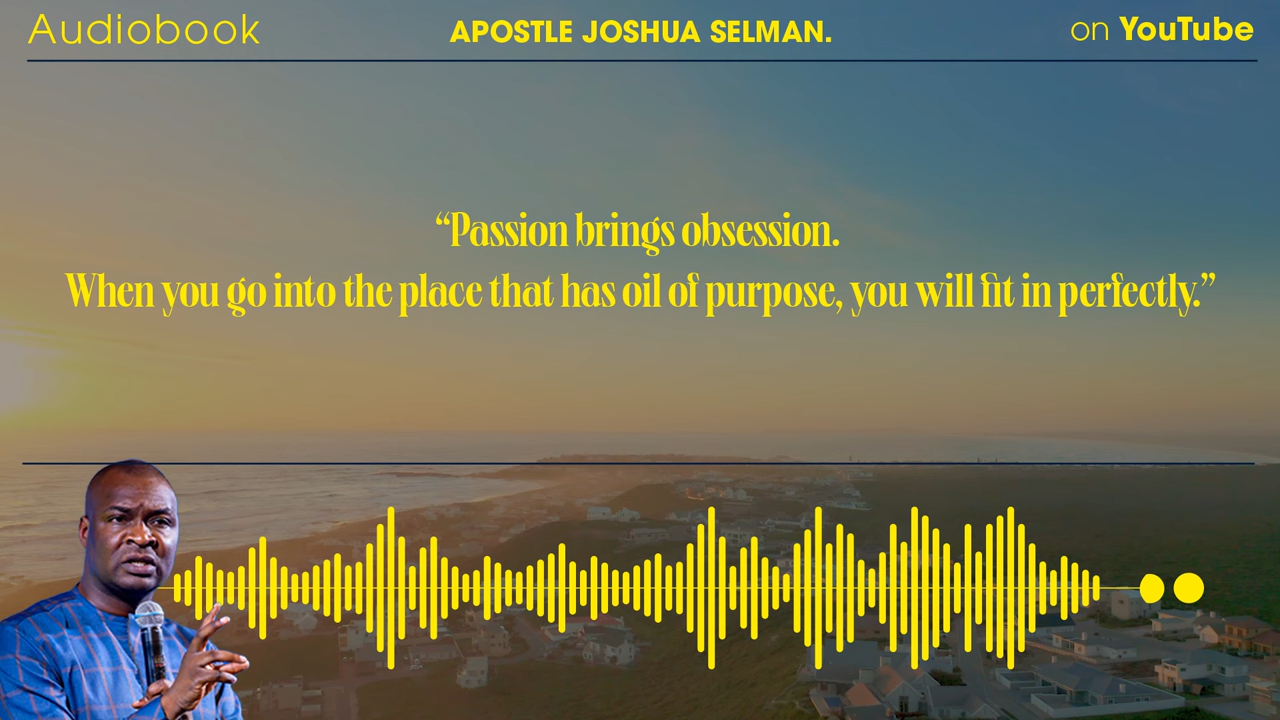 Audiobook
APOSTLE JOSHUA SELMAN.
on YouTube
“Passion brings obsession.
When you go into the place that has oil of purpose, you will fit in perfectly.”